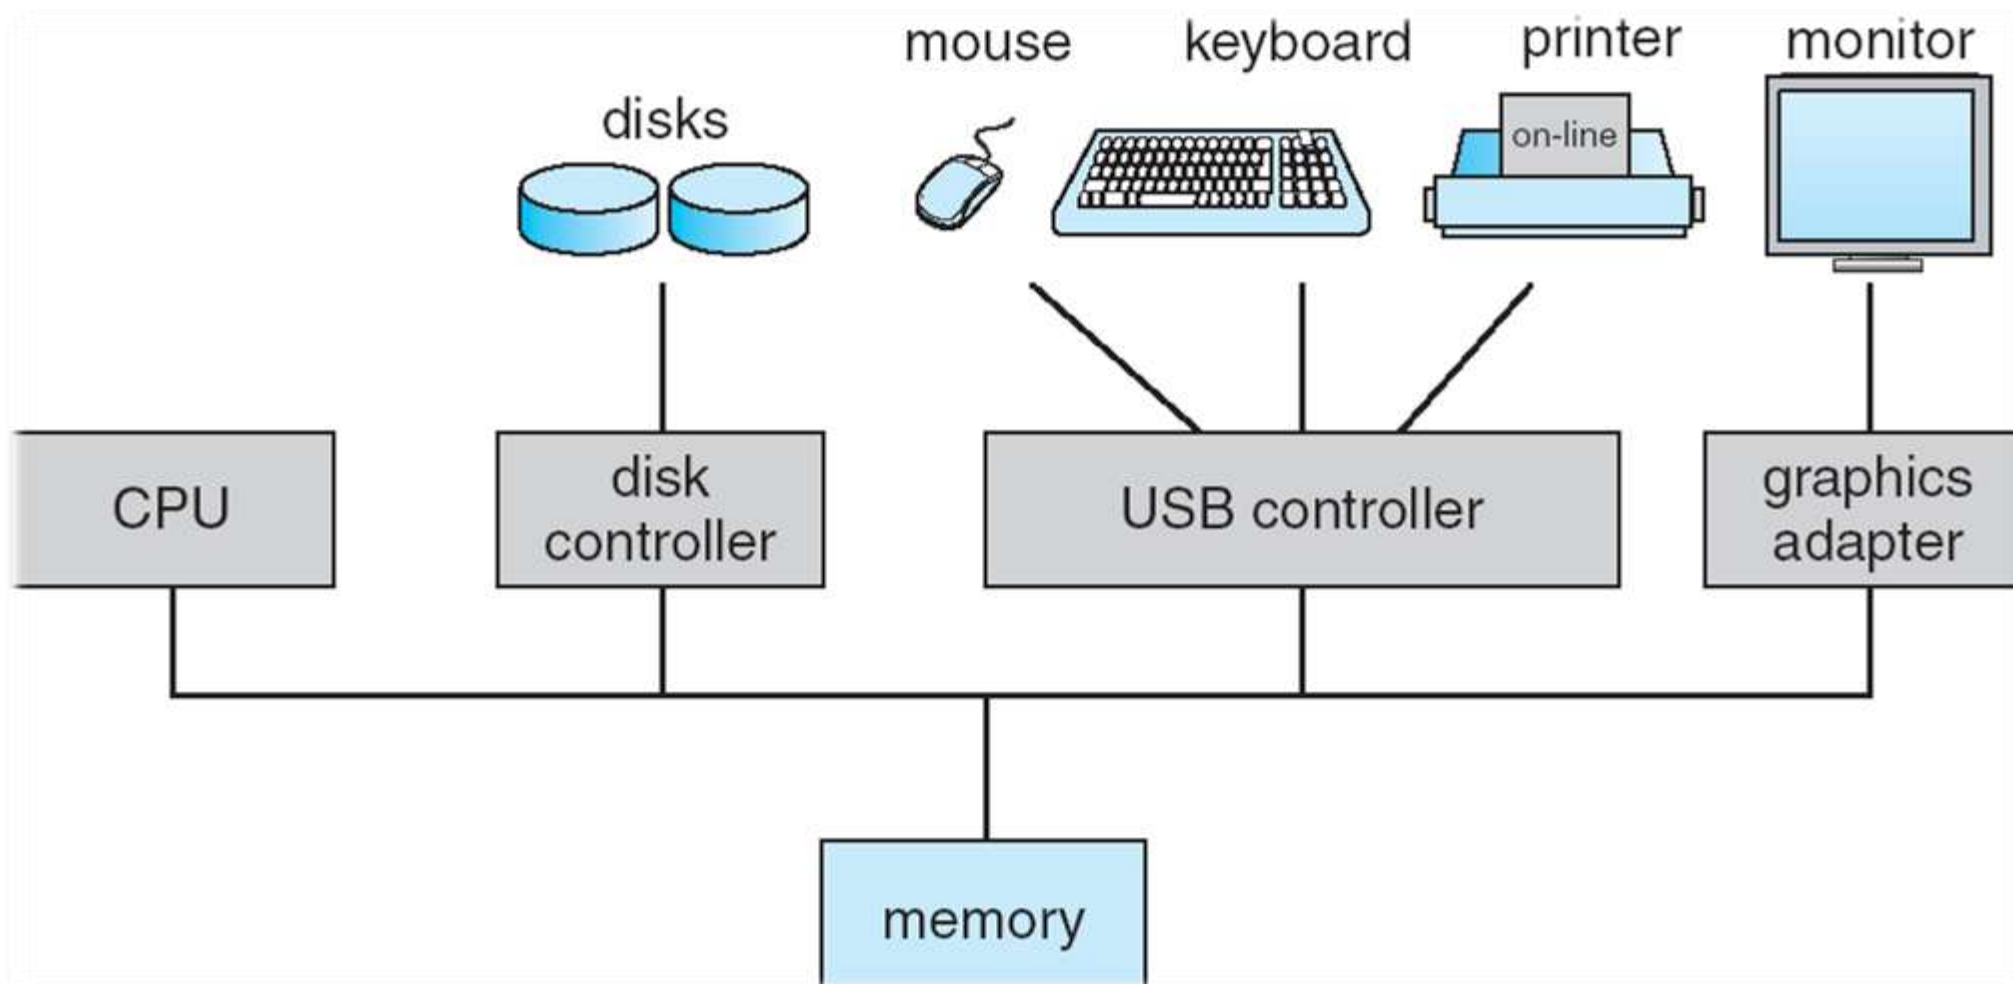 mouse
keyboard
printer
monitor
disks
on-line
CPU
disk
controller
USB controller
graphics
adapter
memory